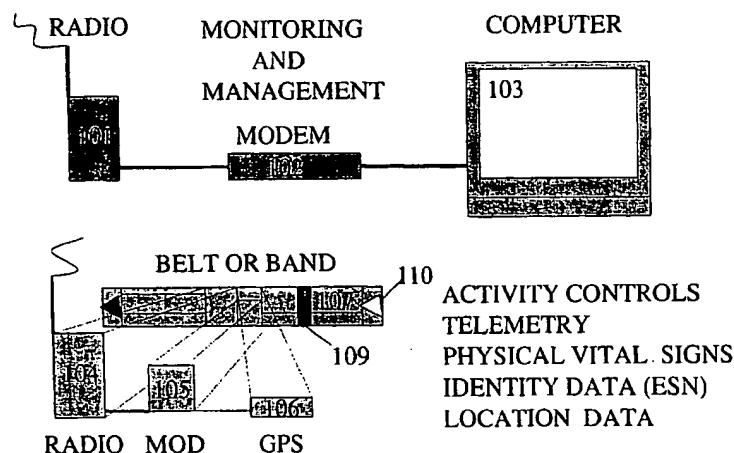 RADIO
MONITORING
AND
MANAGEMENT
COMPUTER
101
MODEM
102
103
BELT OR BAND
107
110
109
104
105
106
RADIO MOD GPS
ACTIVITY CONTROLS
TELEMETRY
PHYSICAL VITAL SIGNS
IDENTITY DATA (ESN)
LOCATION DATA